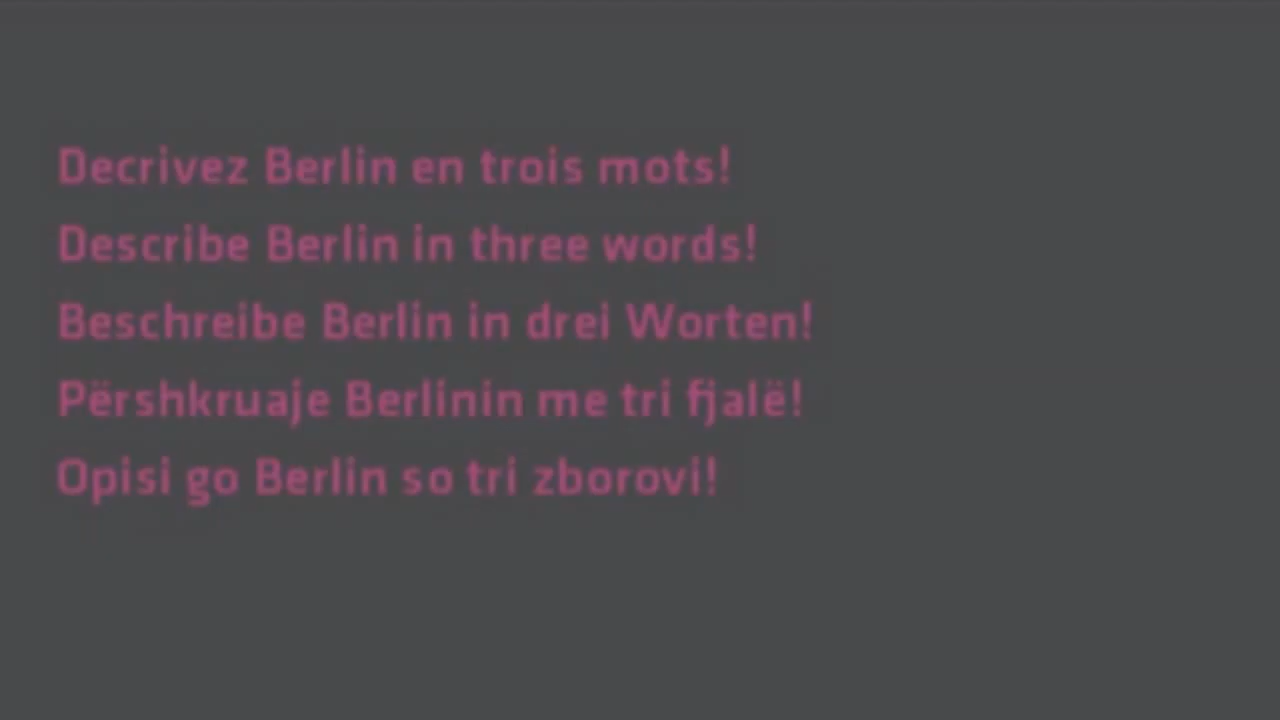 Decrivez Berlin en trois mots!
Describe Berlin in three words!
Beschreibe Berlin in drei Worten!
Përshkruaje Berlinin me tri fjalë!
Opisi go Berlin so tri zborovi!